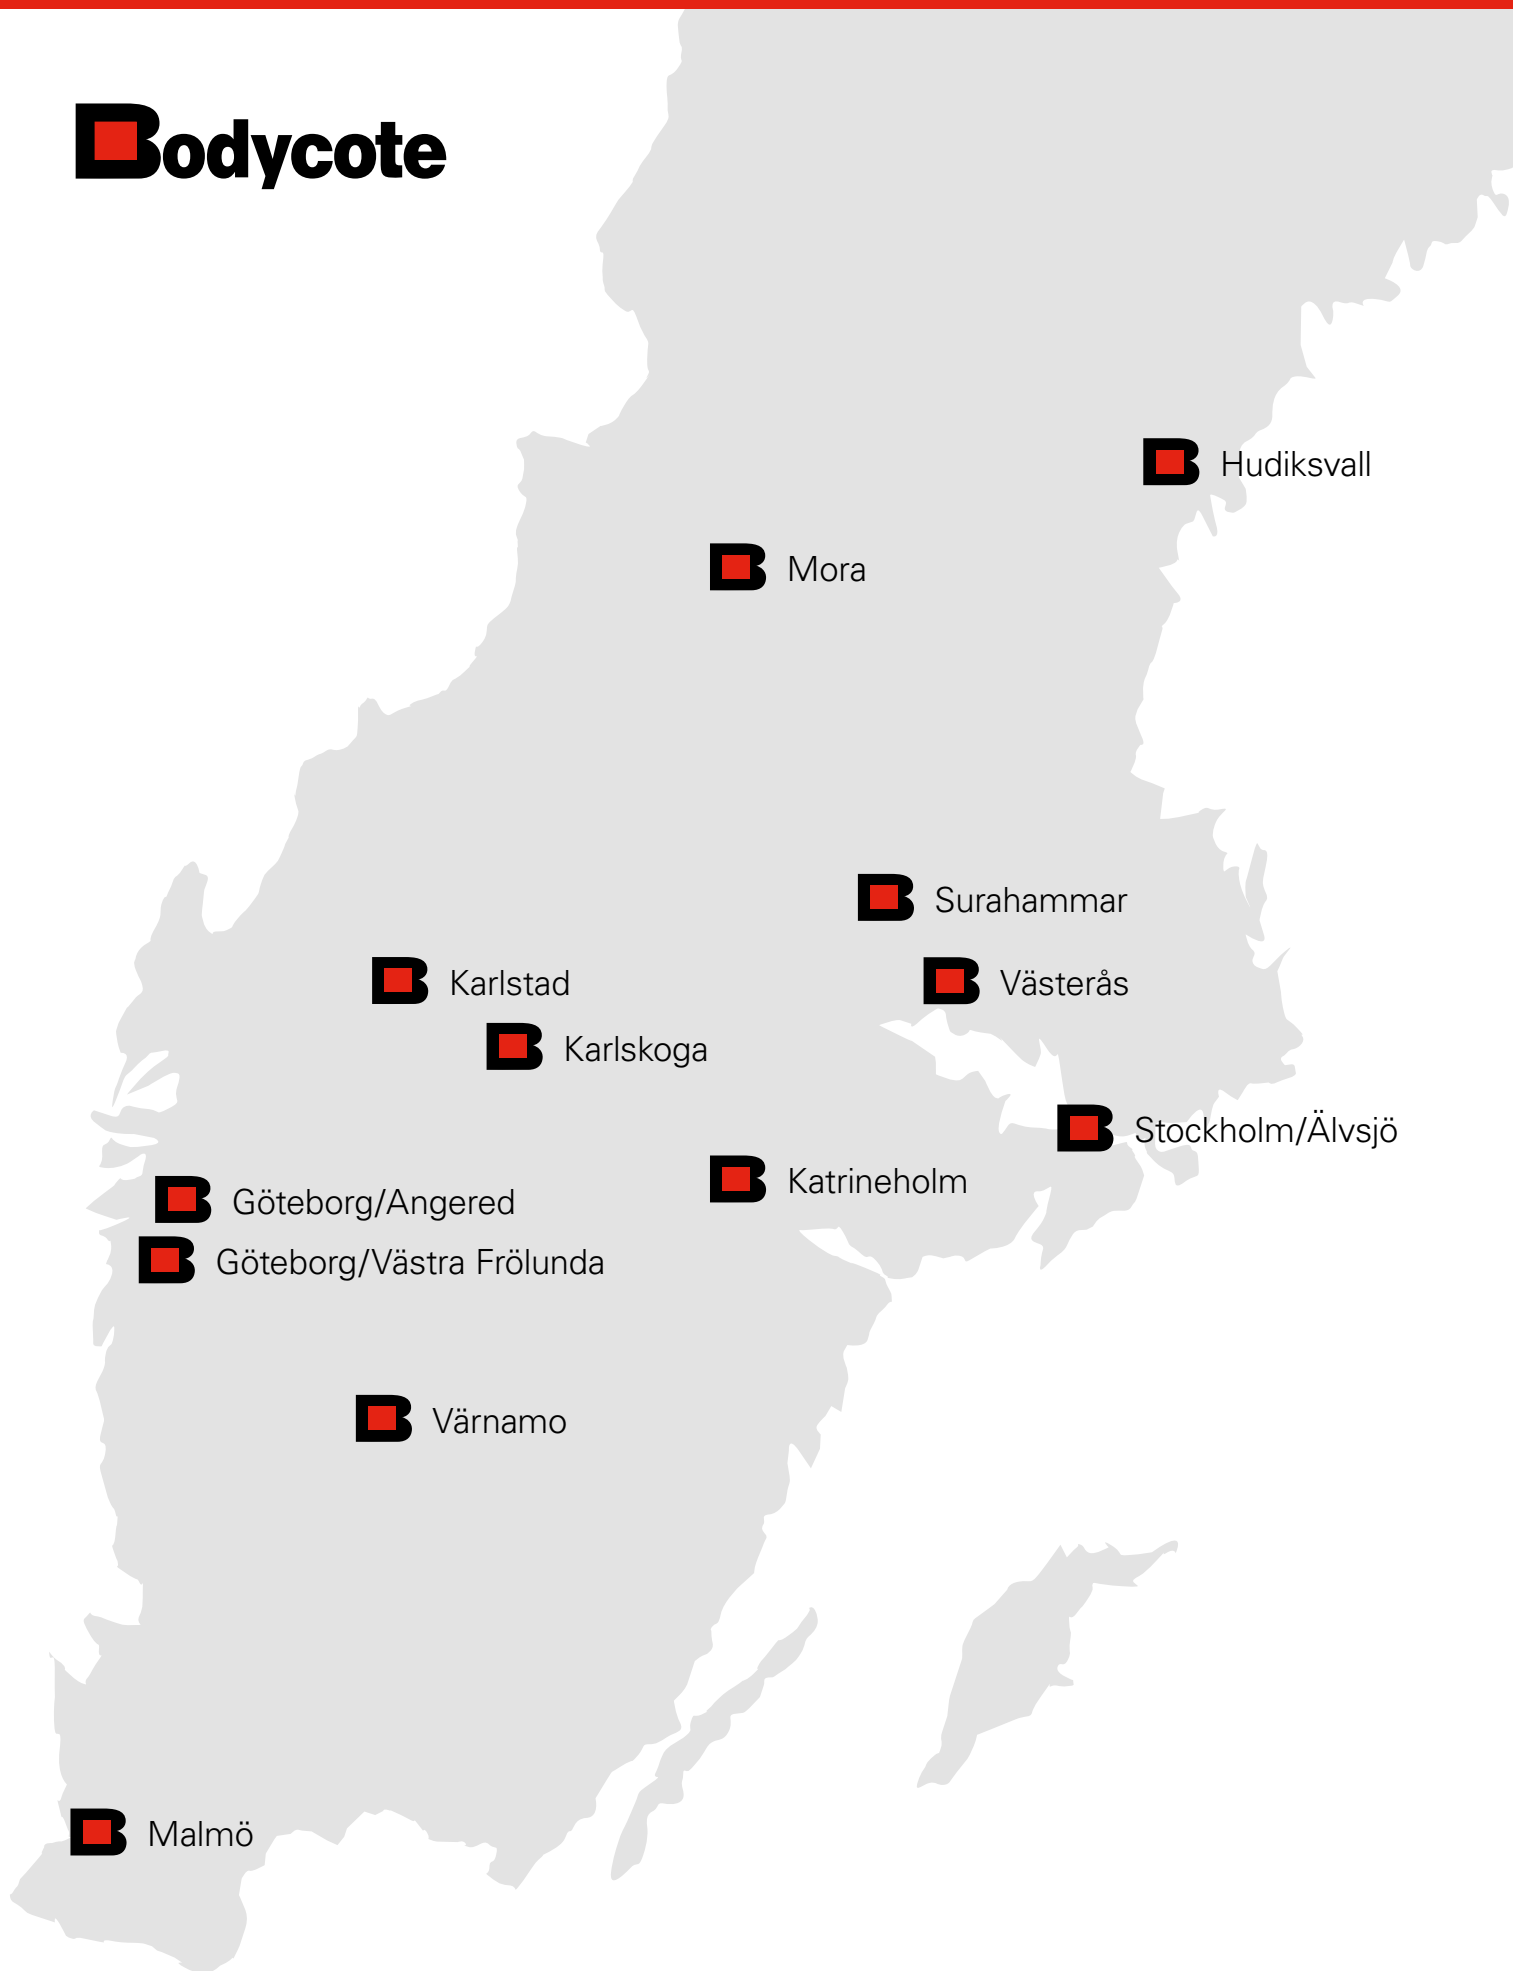 Bodycote
Hudiksvall
Mora
Surahammar
Karlstad
Västerås
Karlskoga
Stockholm/Älvsjö
Katrineholm
Göteborg/Angered
Göteborg/Västra Frölunda
Värnamo
Malmö